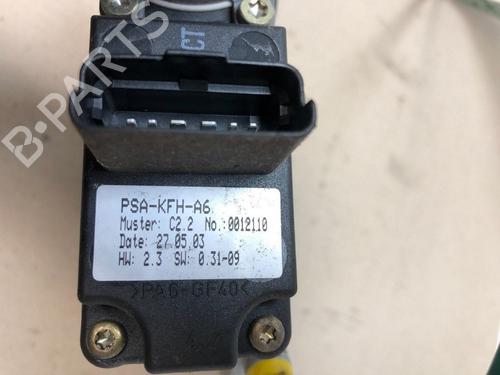 CT
B-PARTS
PSA-KFH-A6
Muster: C2.2 No.:0012110
Date: 27.05.03
HW: 2.3 SW: 0.31-09
>PA6-GF40<